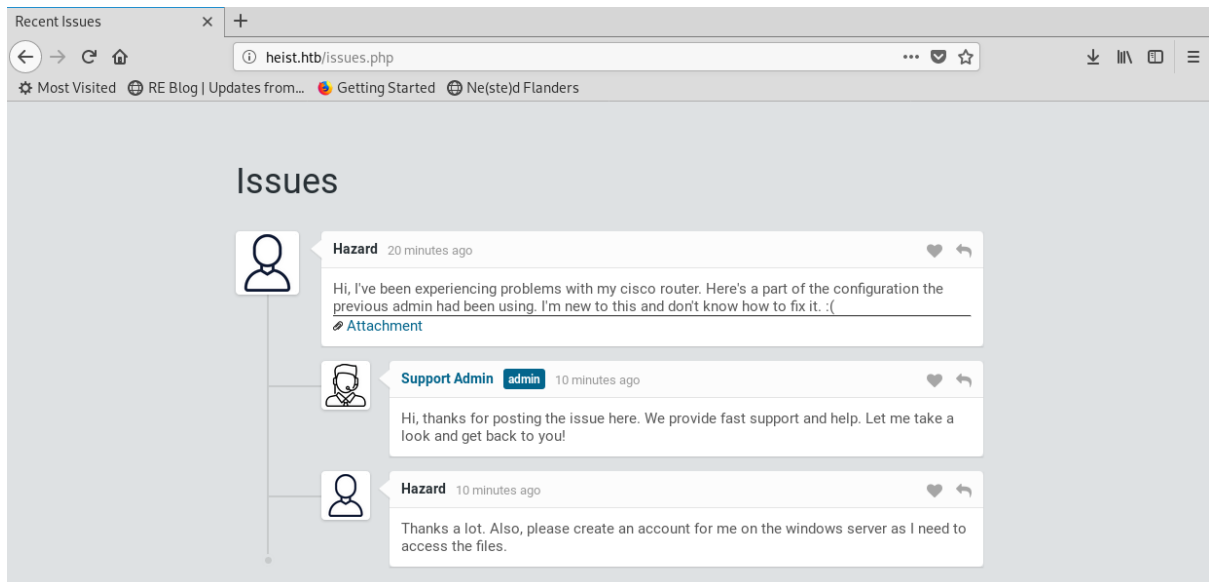 Recent Issues
heist.htb/issues.php
Most Visited RE Blog | Updates from... Getting Started Ne(ste)d Flanders
Issues
Hazard 20 minutes ago
Hi, I've been experiencing problems with my cisco router. Here's a part of the configuration the
previous admin had been using. I'm new to this and don't know how to fix it. :(
Attachment
Support Admin admin 10 minutes ago
Hi, thanks for posting the issue here. We provide fast support and help. Let me take a
look and get back to you!
Hazard 10 minutes ago
Thanks a lot. Also, please create an account for me on the windows server as I need to
access the files.